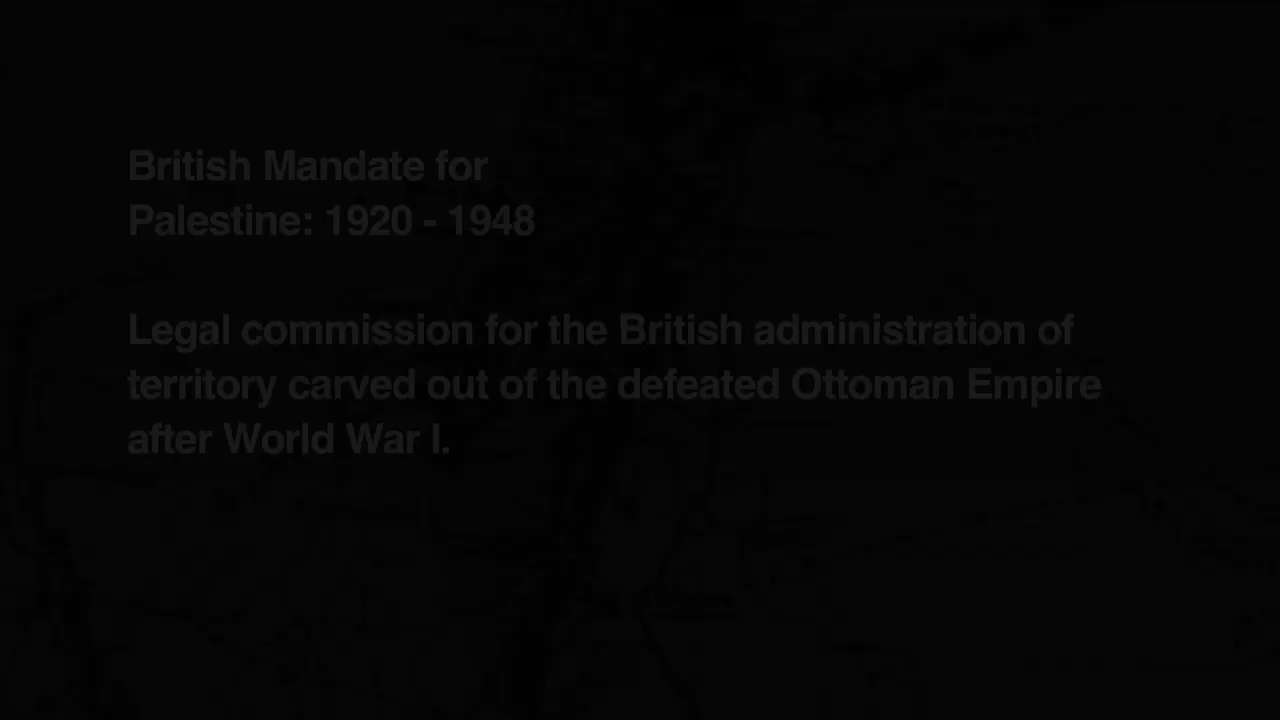 British Mandate for
Palestine: 1920 - 1948
Legal commission for the British administration of
territory carved out of the defeated Ottoman Empire
after World War I.